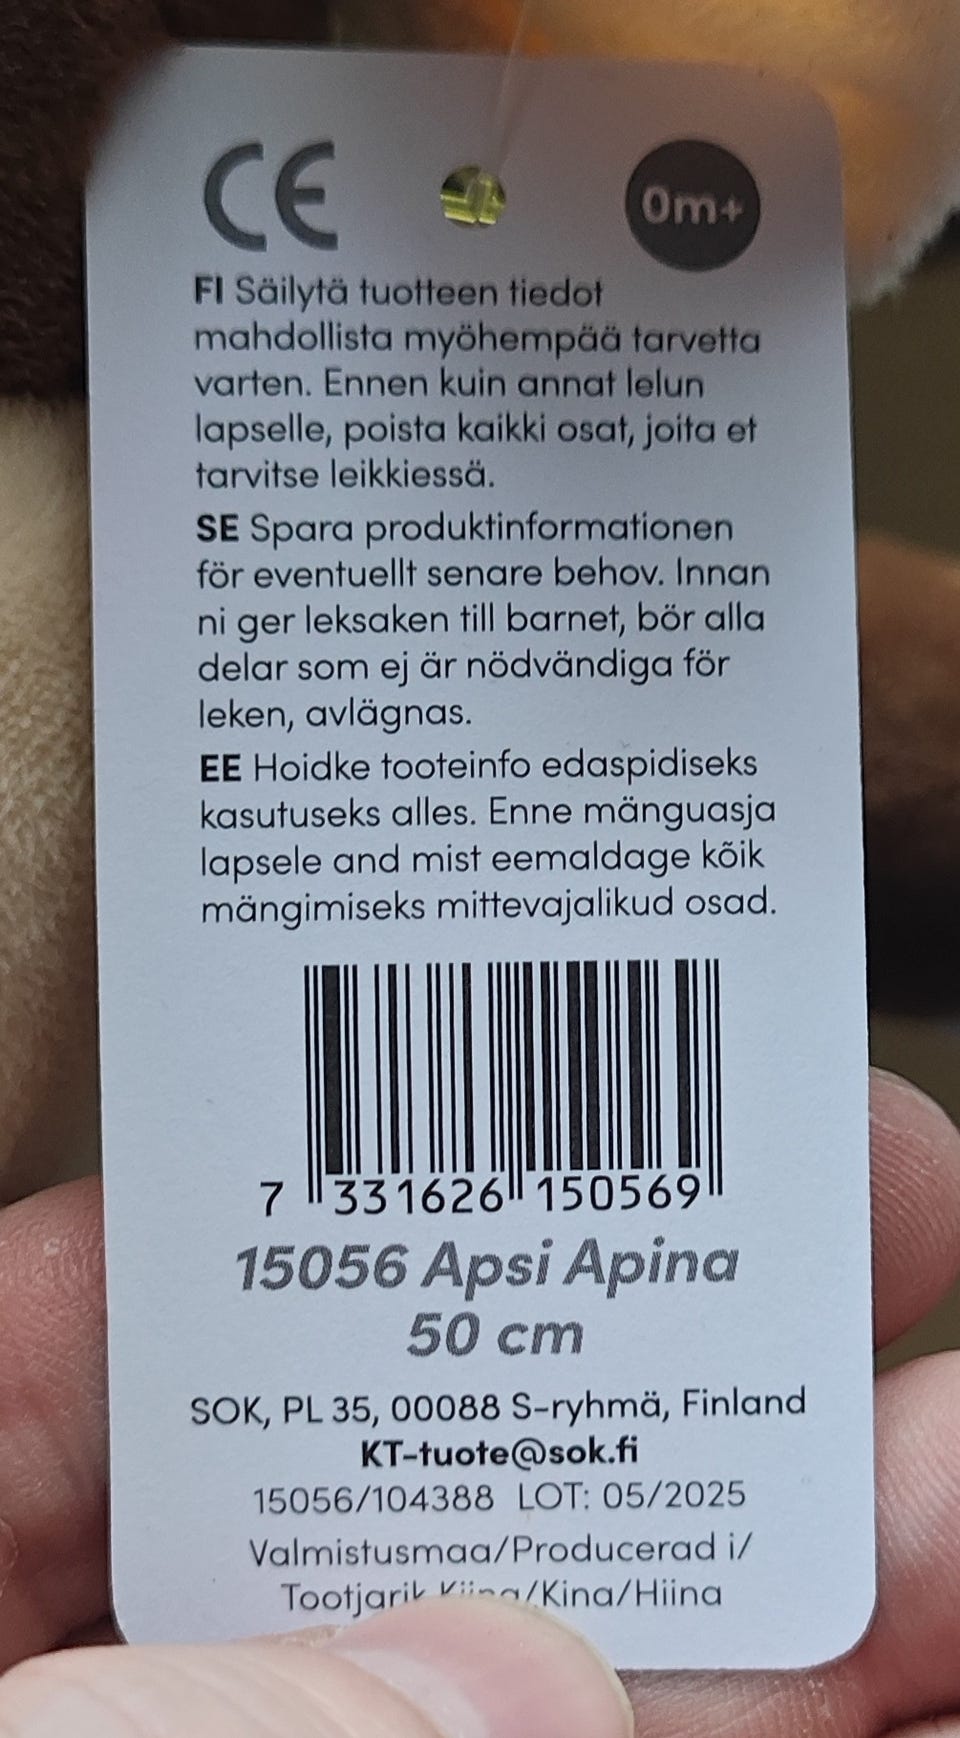 CE
0m+
FI Säilytä tuotteen tiedot
mahdollista myöhempää tarvetta
varten. Ennen kuin annat lelun
lapselle, poista kaikki osat, joita et
tarvitse leikkiessä.
SE Spara produktinformationen
för eventuellt senare behov. Innan
ni ger leksaken till barnet, bör alla
delar som ej är nödvändiga för
leken, avlägnas.
EE Hoidke tooteinfo edaspidiseks
kasutuseks alles. Enne mänguasja
lapsele and mist eemaldage kõik
mängimiseks mittevajalikud osad.
7 331626 150569
15056 Apsi Apina
50 cm
SOK, PL 35, 00088 S-ryhmä, Finland
KT-tuote@sok.fi
15056/104388 LOT: 05/2025
Valmistusmaa/Producerad i/
/Kina/Hiina